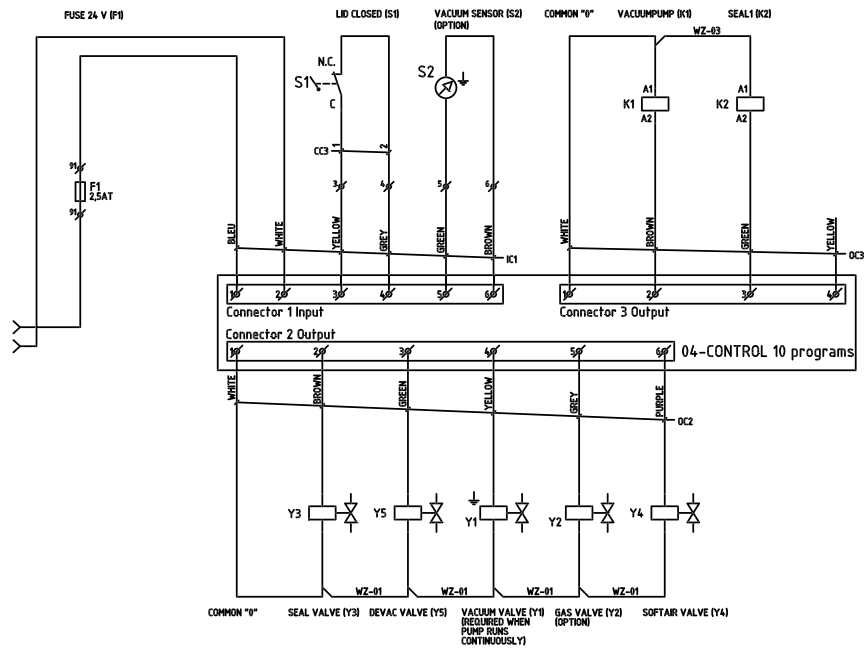 FUSE 24 V (F1)
LID CLOSED (S1)
VACUUM SENSOR (S2)
(OPTION)
COMMON "0"
VACUUMPUMP (K1)
SEAL1 (K2)
WZ-03
N.C.
S1
C
S2
A1
K1
A2
A1
K2
A2
CC3
1
2
91
F1
2,5AT
91
3
4
5
6
BLEU
WHITE
YELLOW
GREY
GREEN
BROWN
IC1
WHITE
BROWN
GREEN
YELLOW
OC3
1
2
3
4
5
6
Connector 1 Input
1
2
3
4
Connector 3 Output
Connector 2 Output
1
2
3
4
5
6
04-CONTROL 10 programs
WHITE
BROWN
GREEN
YELLOW
GREY
PURPLE
OC2
Y3
Y5
Y1
Y2
Y4
WZ-01
WZ-01
WZ-01
WZ-01
COMMON "0"
SEAL VALVE (Y3)
DEVAC VALVE (Y5)
VACUUM VALVE (Y1)
(REQUIRED WHEN
PUMP RUNS
CONTINUOUSLY)
GAS VALVE (Y2)
(OPTION)
SOFTAIR VALVE (Y4)